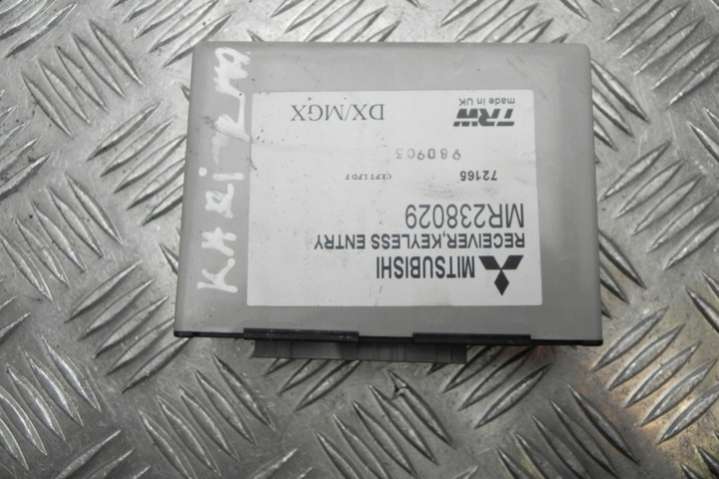 MITSUBISHI
RECEIVER,KEYLESS ENTRY
MR238029
72165
980903
TRW
made in UK
DX/MGX